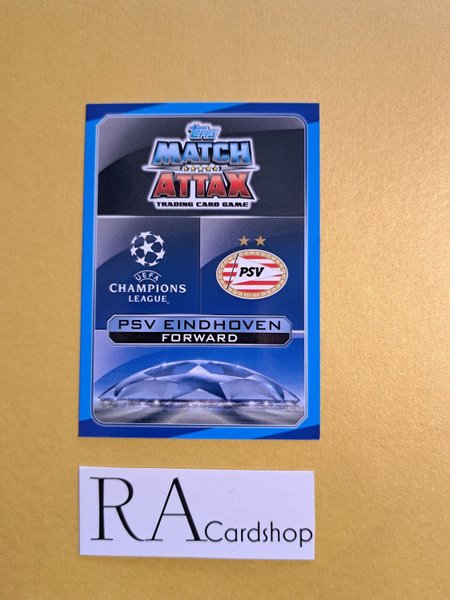 Topps
MATCH
ATTAX
TRADING CARD GAME
UEFA
CHAMPIONS
LEAGUE
PSV
PSV EINDHOVEN
FORWARD
RA Cardshop